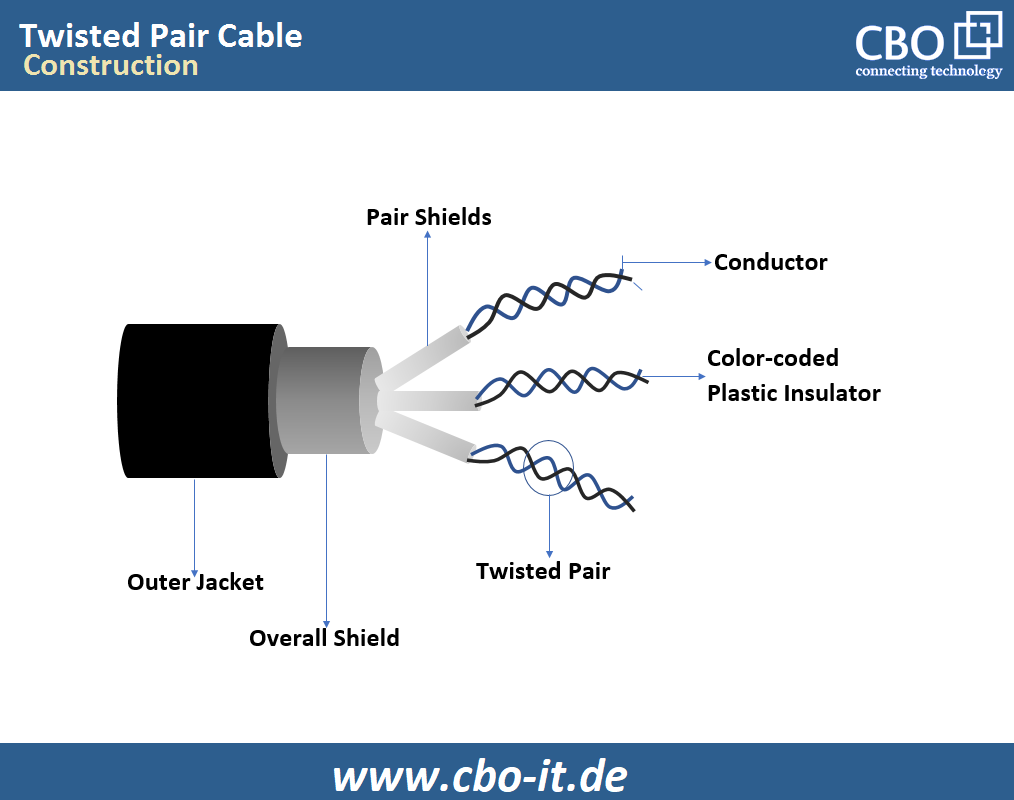 Twisted Pair Cable
Construction
CBO
connecting technology
Pair Shields
Conductor
Color-coded
Plastic Insulator
Twisted Pair
Outer Jacket
Overall Shield
www.cbo-it.de